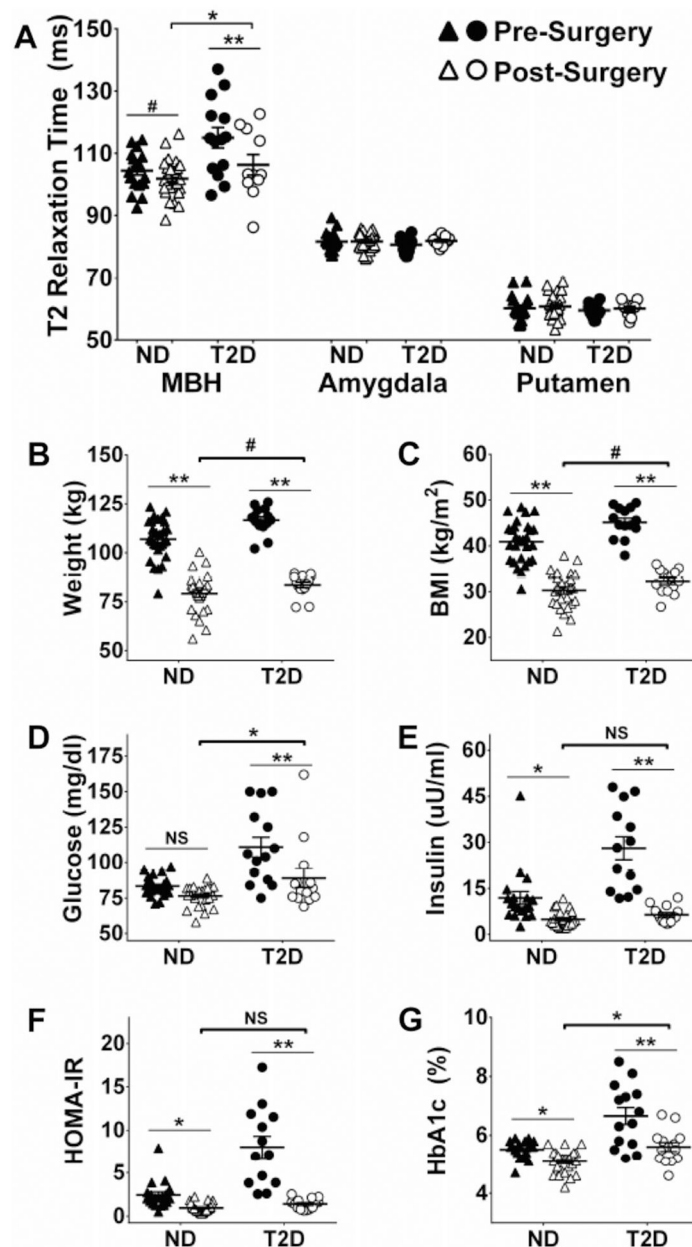 A
T2 Relaxation Time (ms)
150
130
110
90
70
50
*
**
#
Pre-Surgery
Post-Surgery
ND T2D ND T2D ND T2D
MBH Amygdala Putamen
B
Weight (kg)
150
125
100
75
50
#
** **
ND T2D
C
BMI (kg/m²)
60
50
40
30
20
#
** **
ND T2D
D
Glucose (mg/dl)
175
150
125
100
75
50
*
NS **
ND T2D
E
Insulin (uU/ml)
60
45
30
15
0
NS
* **
ND T2D
F
HOMA-IR
20
15
10
5
0
NS
* **
ND T2D
G
HbA1c (%)
10
8
6
4
*
* **
ND T2D